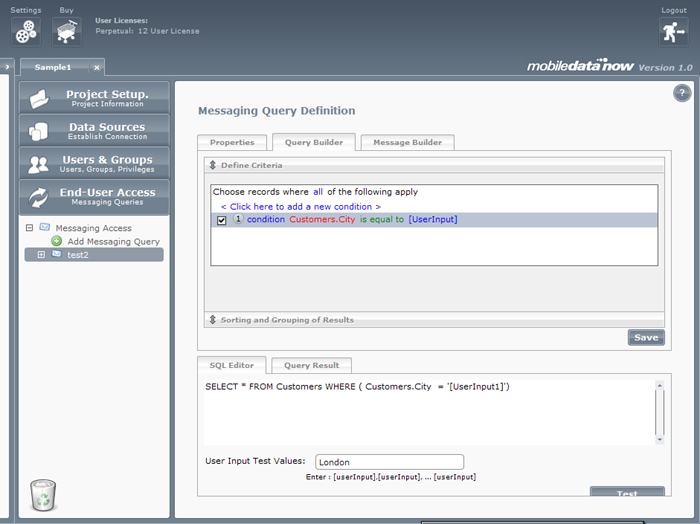 Settings Buy User Licenses: Logout
Perpetual: 12 User License
Sample1 x mobiledatanow Version 1.0
Project Setup.
Project Information
Data Sources
Establish Connection
Users & Groups
Users, Groups, Privileges
End-User Access
Messaging Queries
Messaging Access
Add Messaging Query
test2
?
Messaging Query Definition
Properties Query Builder Message Builder
Define Criteria
Choose records where all of the following apply
< Click here to add a new condition >
1 condition Customers.City is equal to [UserInput]
Sorting and Grouping of Results
Save
SQL Editor Query Result
SELECT * FROM Customers WHERE ( Customers.City = '[UserInput1]')
User Input Test Values: London
Enter : [userInput],[userInput], ... [userInput]
Test